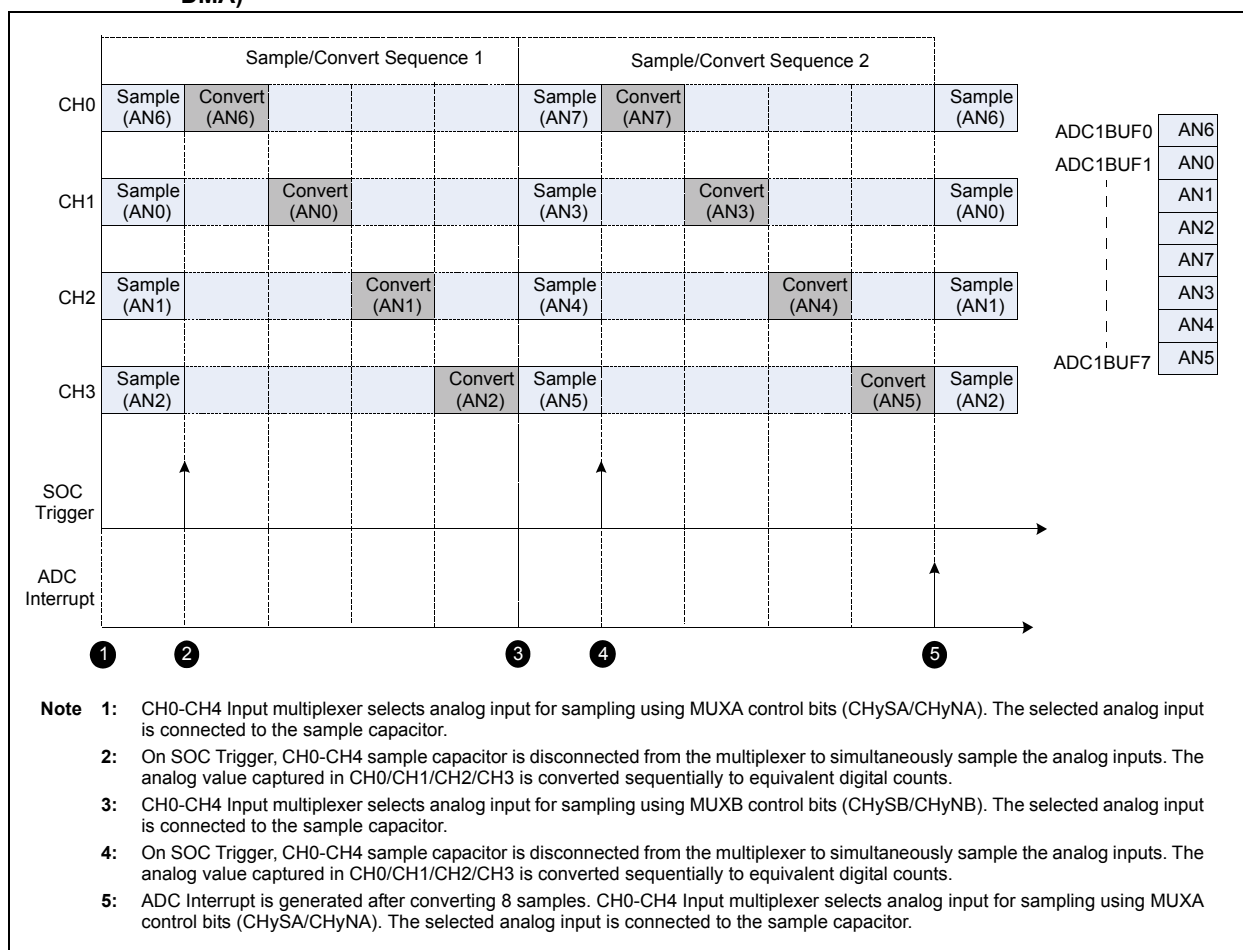 DMA)
Sample/Convert Sequence 1
Sample/Convert Sequence 2
CH0
Sample (AN6)
Convert (AN6)
Sample (AN7)
Convert (AN7)
Sample (AN6)
CH1
Sample (AN0)
Convert (AN0)
Sample (AN3)
Convert (AN3)
Sample (AN0)
CH2
Sample (AN1)
Convert (AN1)
Sample (AN4)
Convert (AN4)
Sample (AN1)
CH3
Sample (AN2)
Convert (AN2)
Sample (AN5)
Convert (AN5)
Sample (AN2)
ADC1BUF0 AN6
ADC1BUF1 AN0
AN1
AN2
AN7
AN3
AN4
ADC1BUF7 AN5
SOC
Trigger
ADC
Interrupt
1 2 3 4 5
Note 1: CH0-CH4 Input multiplexer selects analog input for sampling using MUXA control bits (CHySA/CHyNA). The selected analog input
is connected to the sample capacitor.
2: On SOC Trigger, CH0-CH4 sample capacitor is disconnected from the multiplexer to simultaneously sample the analog inputs. The
analog value captured in CH0/CH1/CH2/CH3 is converted sequentially to equivalent digital counts.
3: CH0-CH4 Input multiplexer selects analog input for sampling using MUXB control bits (CHySB/CHyNB). The selected analog input
is connected to the sample capacitor.
4: On SOC Trigger, CH0-CH4 sample capacitor is disconnected from the multiplexer to simultaneously sample the analog inputs. The
analog value captured in CH0/CH1/CH2/CH3 is converted sequentially to equivalent digital counts.
5: ADC Interrupt is generated after converting 8 samples. CH0-CH4 Input multiplexer selects analog input for sampling using MUXA
control bits (CHySA/CHyNA). The selected analog input is connected to the sample capacitor.